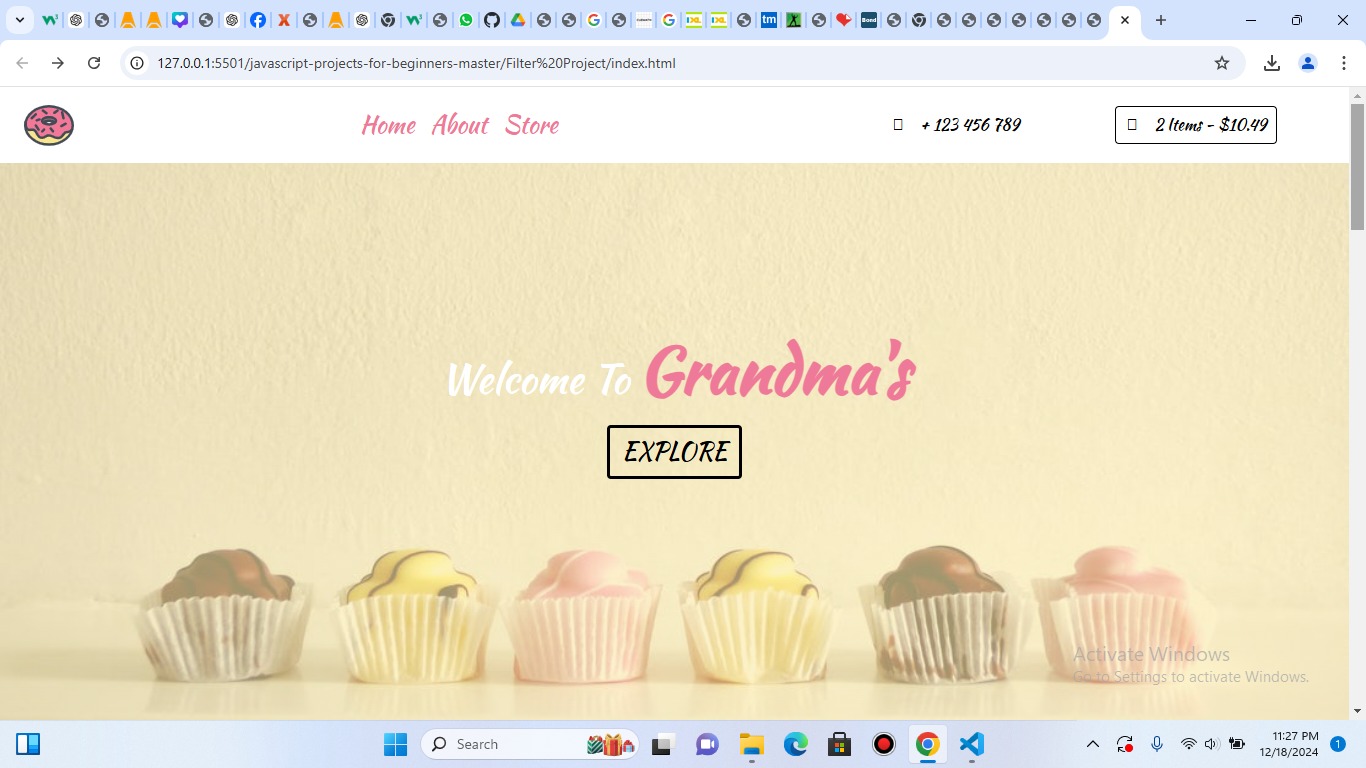 127.0.0.1:5501/javascript-projects-for-beginners-master/Filter%20Project/index.html
Home About Store
+ 123 456 789
2 Items - $10.49
Welcome To Grandma's
EXPLORE
Activate Windows
Go to Settings to activate Windows.
Search
11:27 PM
12/18/2024
1